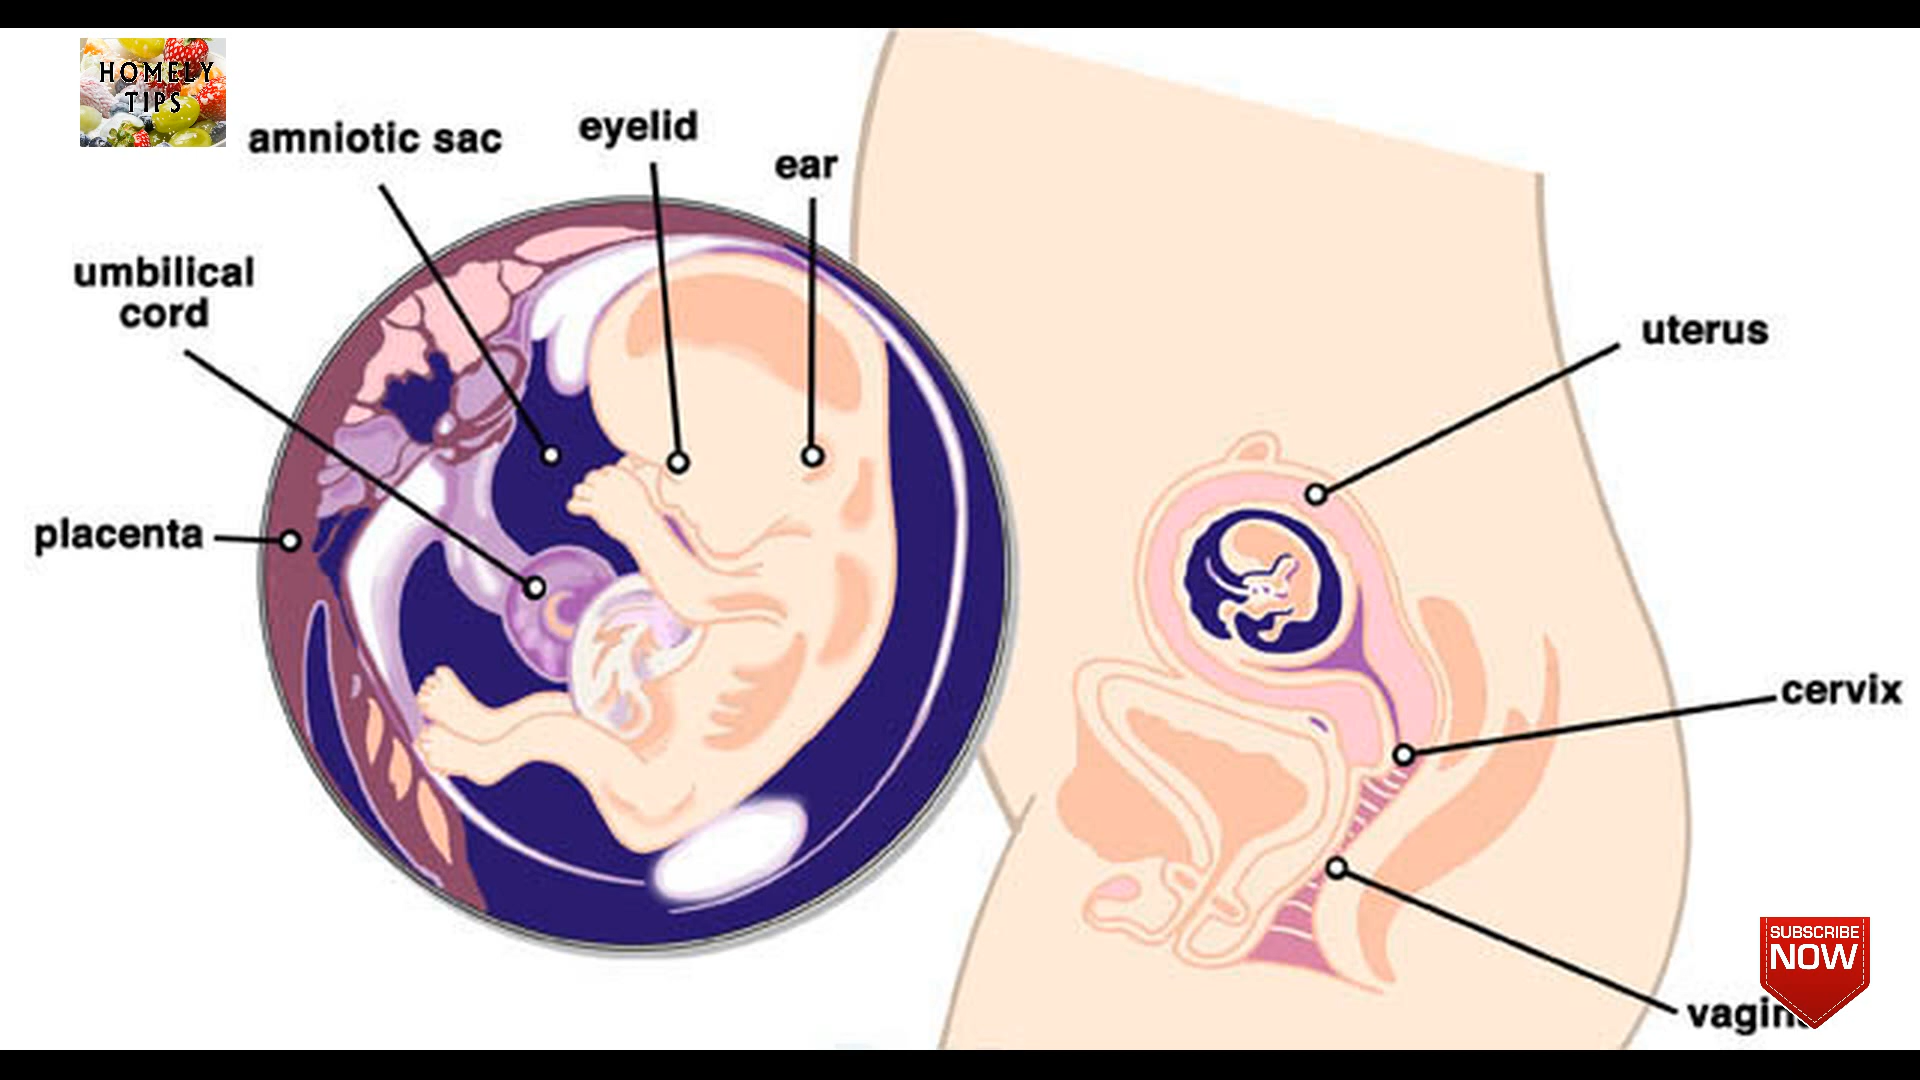 HOMELY
TIPS
amniotic sac
eyelid
ear
umbilical
cord
placenta
uterus
cervix
SUBSCRIBE
NOW